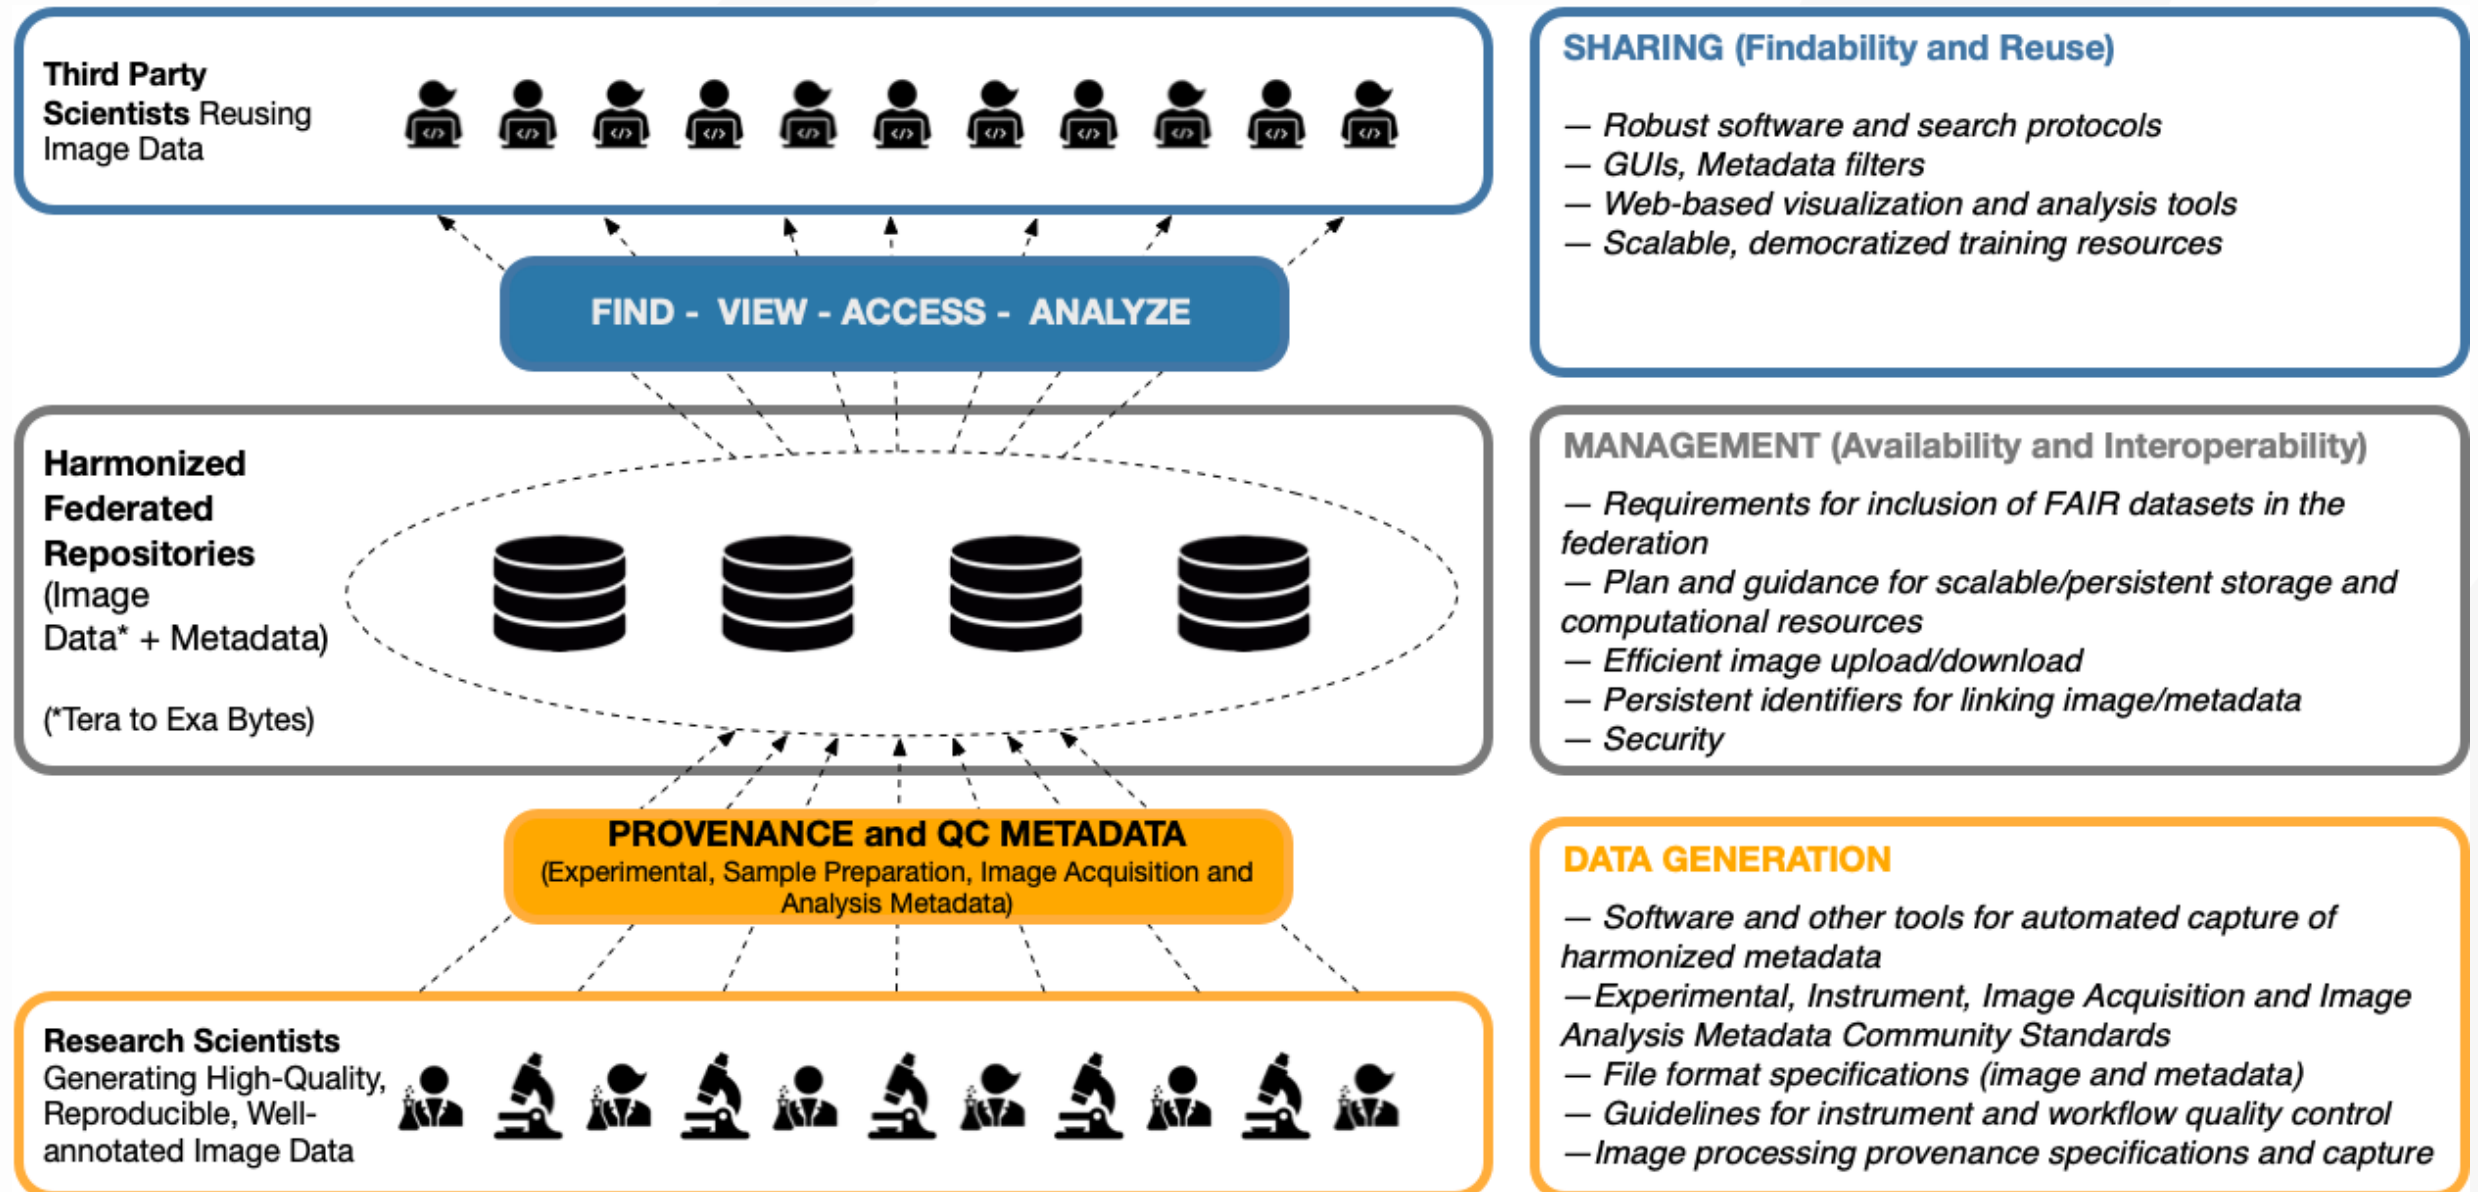 Third Party
Scientists Reusing
Image Data
</> </> </> </> </> </> </> </> </> </> </>
FIND - VIEW - ACCESS - ANALYZE
Harmonized
Federated
Repositories
(Image
Data* + Metadata)
(*Tera to Exa Bytes)
PROVENANCE and QC METADATA
(Experimental, Sample Preparation, Image Acquisition and
Analysis Metadata)
Research Scientists
Generating High-Quality,
Reproducible, Well-
annotated Image Data
SHARING (Findability and Reuse)
— Robust software and search protocols
— GUIs, Metadata filters
— Web-based visualization and analysis tools
— Scalable, democratized training resources
MANAGEMENT (Availability and Interoperability)
— Requirements for inclusion of FAIR datasets in the
federation
— Plan and guidance for scalable/persistent storage and
computational resources
— Efficient image upload/download
— Persistent identifiers for linking image/metadata
— Security
DATA GENERATION
— Software and other tools for automated capture of
harmonized metadata
—Experimental, Instrument, Image Acquisition and Image
Analysis Metadata Community Standards
— File format specifications (image and metadata)
— Guidelines for instrument and workflow quality control
—Image processing provenance specifications and capture